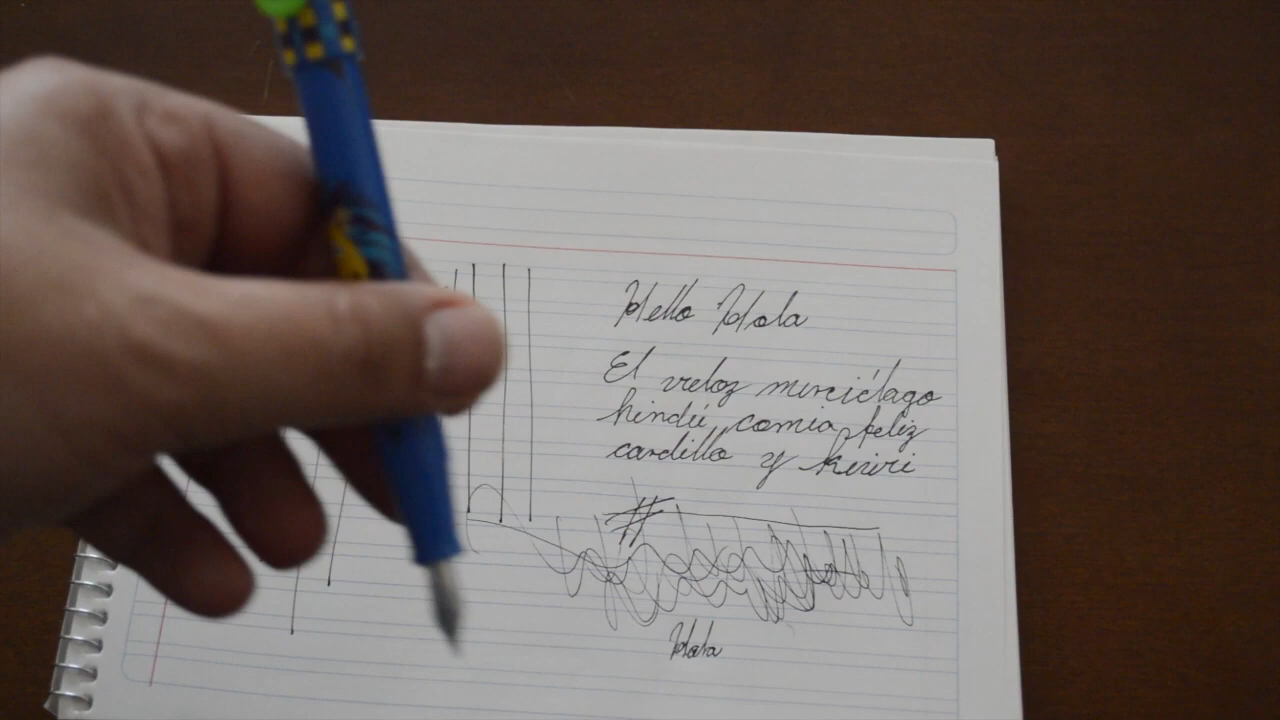 Hello Hola
El veloz murciélago
hindú comía feliz
cardillo y kiwi
#
Hola